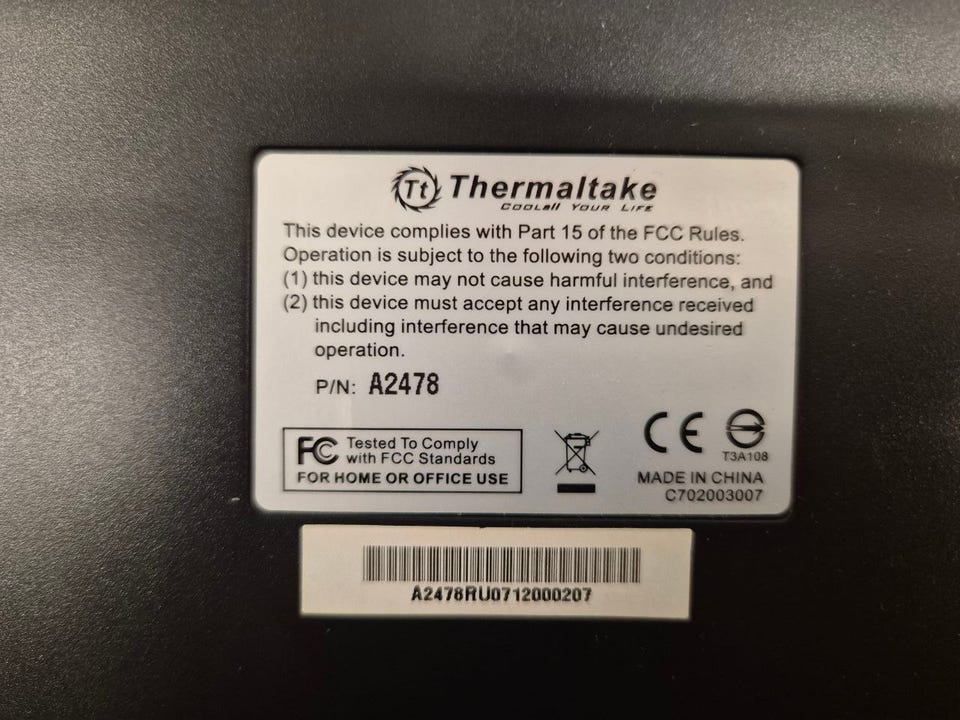 Tt Thermaltake
COOLall YOUR LIFE
This device complies with Part 15 of the FCC Rules.
Operation is subject to the following two conditions:
(1) this device may not cause harmful interference, and
(2) this device must accept any interference received
including interference that may cause undesired
operation.
P/N: A2478
FC Tested To Comply
with FCC Standards
FOR HOME OR OFFICE USE
CE
T3A108
MADE IN CHINA
C702003007
A2478RU0712000207